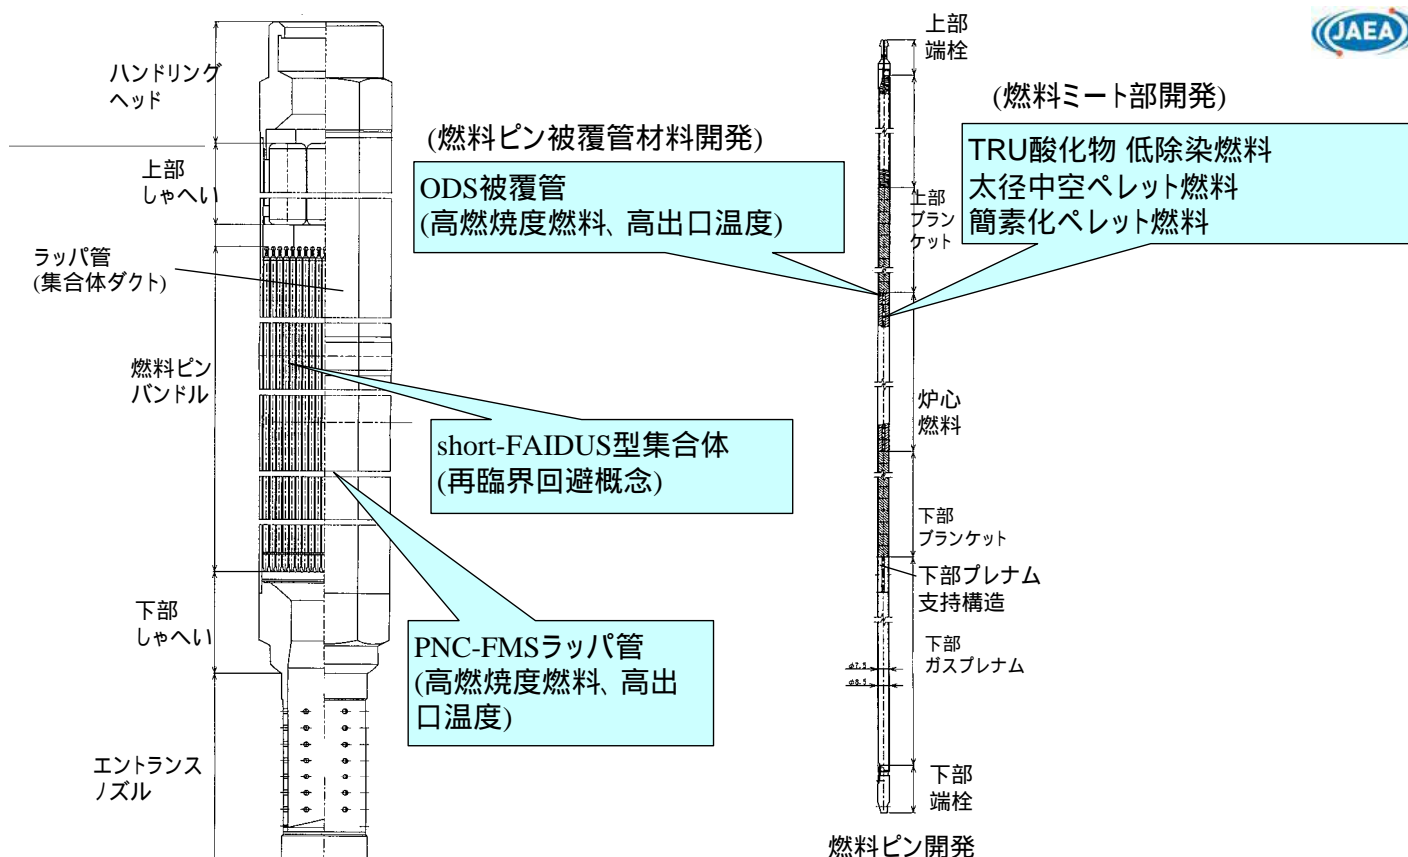 JAEA
ハンドリング
ヘッド
上部
しゃへい
ラッパ管
(集合体ダクト)
燃料ピン
バンドル
下部
しゃへい
エントランス
ノズル
(燃料ピン被覆管材料開発)
ODS被覆管
(高燃焼度燃料、高出口温度)
short-FAIDUS型集合体
(再臨界回避概念)
PNC-FMSラッパ管
(高燃焼度燃料、高出
口温度)
(燃料ミート部開発)
TRU酸化物 低除染燃料
太径中空ペレット燃料
簡素化ペレット燃料
上部
端栓
上部
ブラン
ケット
炉心
燃料
下部
ブランケット
下部プレナム
支持構造
下部
ガスプレナム
下部
端栓
燃料ピン開発